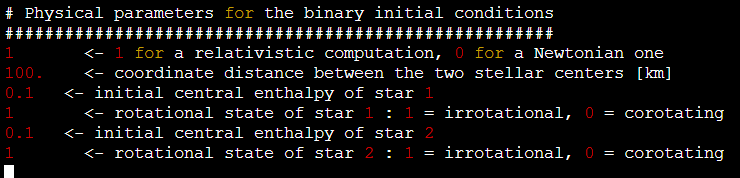 # Physical parameters for the binary initial conditions
#######################################################
1 <- 1 for a relativistic computation, 0 for a Newtonian one
100. <- coordinate distance between the two stellar centers [km]
0.1 <- initial central enthalpy of star 1
1 <- rotational state of star 1 : 1 = irrotational, 0 = corotating
0.1 <- initial central enthalpy of star 2
1 <- rotational state of star 2 : 1 = irrotational, 0 = corotating